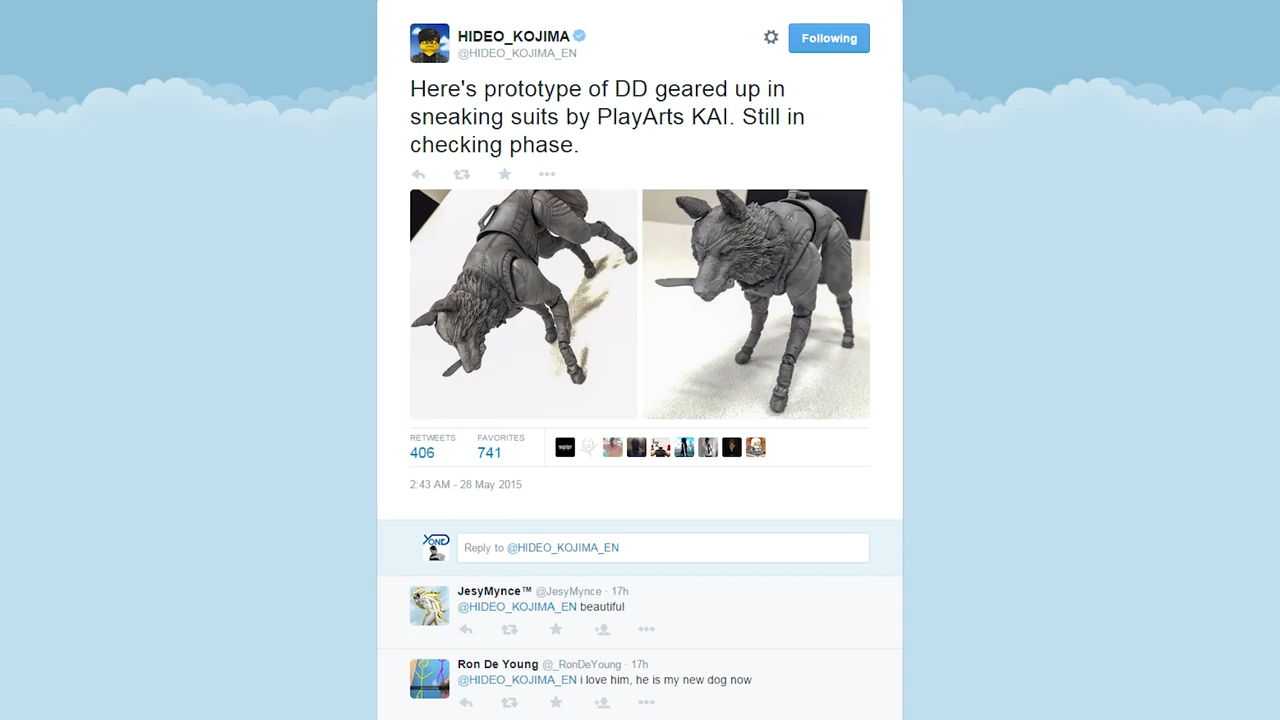 HIDEO_KOJIMA
@HIDEO_KOJIMA_EN
Following
Here's prototype of DD geared up in
sneaking suits by PlayArts KAI. Still in
checking phase.
RETWEETS
406
FAVORITES
741
2:43 AM - 28 May 2015
YONG
Reply to @HIDEO_KOJIMA_EN
JesyMynce™ @JesyMynce · 17h
@HIDEO_KOJIMA_EN beautiful
Ron De Young @_RonDeYoung · 17h
@HIDEO_KOJIMA_EN i love him, he is my new dog now